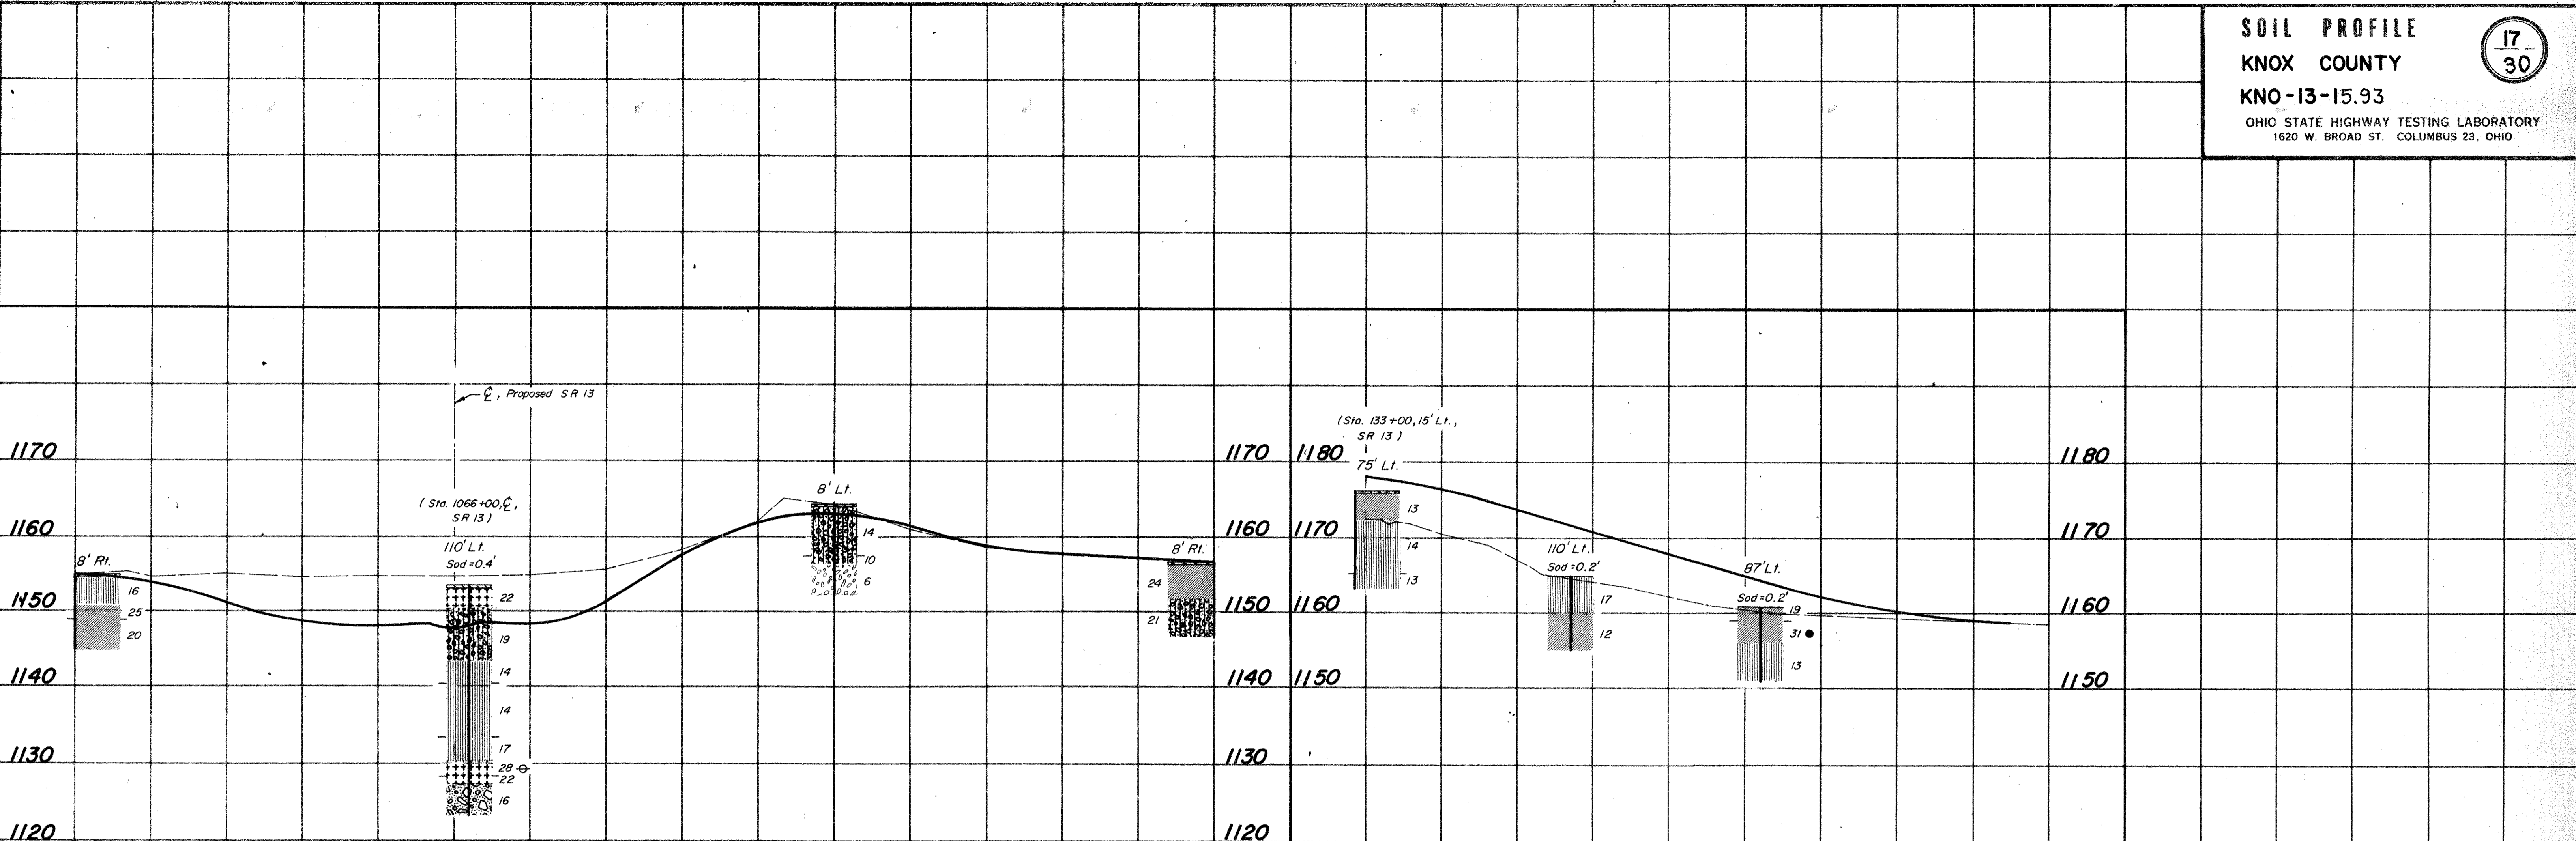 SOIL PROFILE
17
30
KNOX COUNTY
KNO-13-15.93
OHIO STATE HIGHWAY TESTING LABORATORY
1620 W. BROAD ST. COLUMBUS 23, OHIO
℄, Proposed SR 13
1170
1160
1150
1140
1130
1120
8' Rt.
16
25
20
(Sta. 1066+00, ℄,
SR 13)
110' Lt.
Sod=0.4'
22
19
14
14
17
28
22
16
8' Lt.
14
10
6
8' Rt.
24
21
1170
1160
1150
1140
1130
1120
1180
1170
1160
1150
(Sta. 133+00, 15' Lt.,
SR 13)
75' Lt.
13
14
13
110' Lt.
Sod=0.2'
17
12
87' Lt.
Sod=0.2'
19
31
13
1180
1170
1160
1150